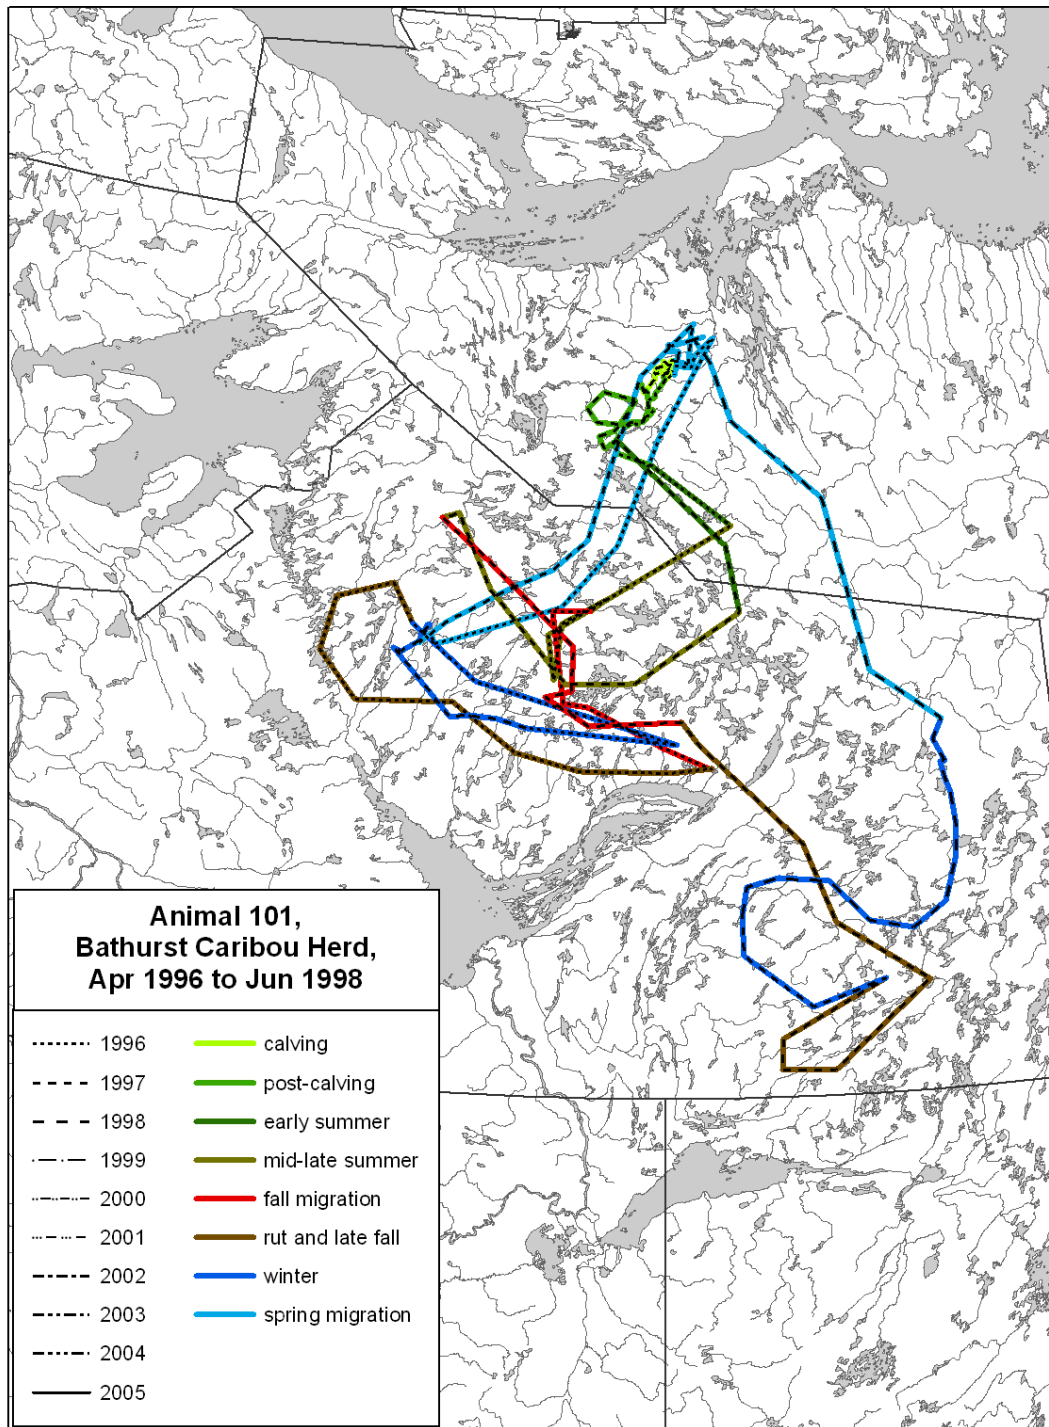 Animal 101,
Bathurst Caribou Herd,
Apr 1996 to Jun 1998
1996
calving
1997
post-calving
1998
early summer
1999
mid-late summer
2000
fall migration
2001
rut and late fall
2002
winter
2003
spring migration
2004
2005